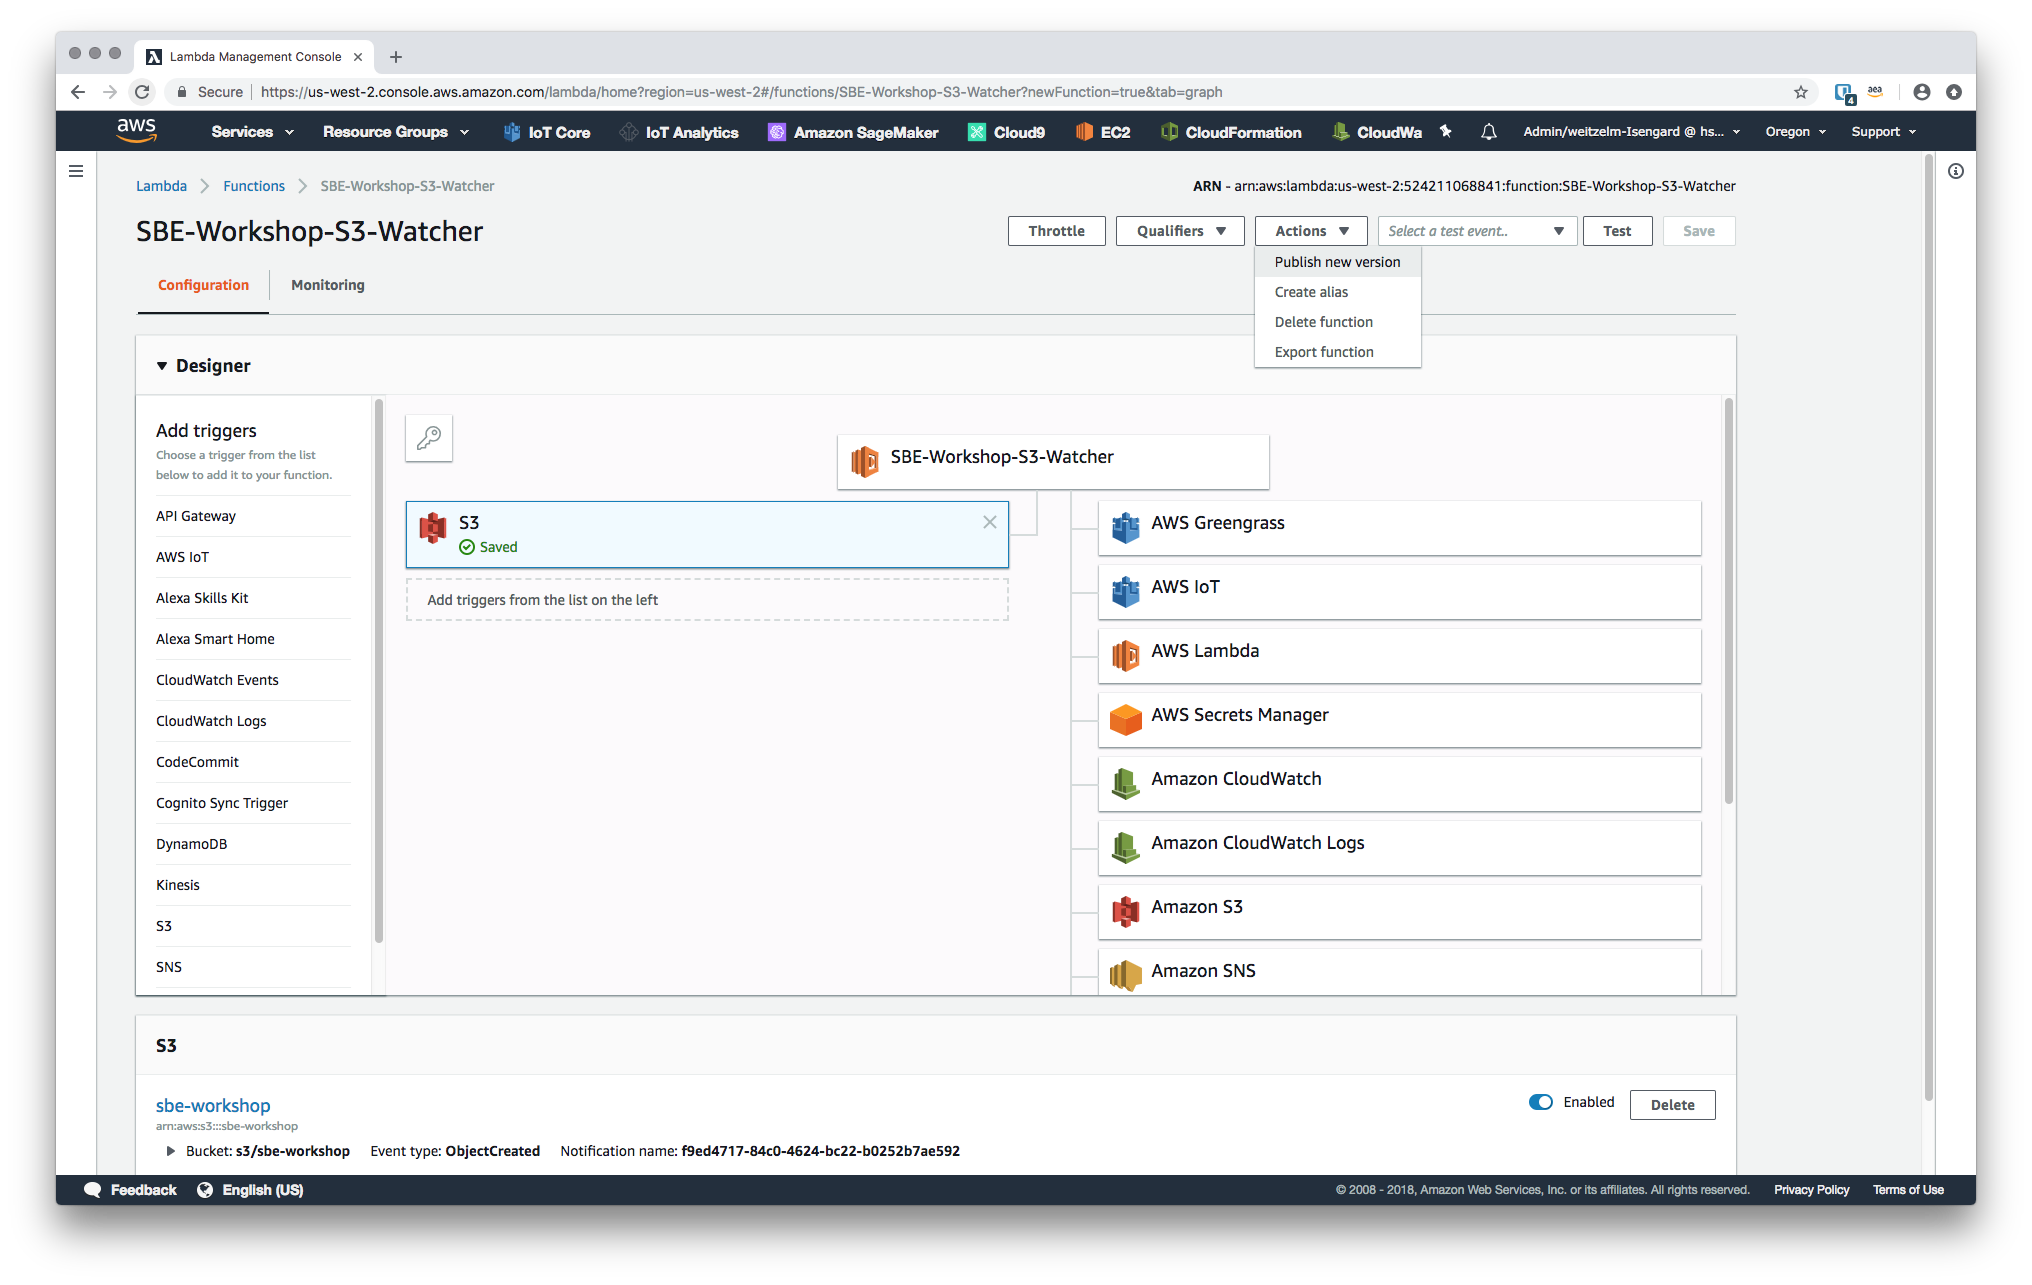 Lambda Management Console
Secure https://us-west-2.console.aws.amazon.com/lambda/home?region=us-west-2#/functions/SBE-Workshop-S3-Watcher?newFunction=true&tab=graph
4 aea
aws Services Resource Groups IoT Core IoT Analytics Amazon SageMaker Cloud9 EC2 CloudFormation CloudWa Admin/weitzelm-Isengard @ hs... Oregon Support
Lambda Functions SBE-Workshop-S3-Watcher
ARN - arn:aws:lambda:us-west-2:524211068841:function:SBE-Workshop-S3-Watcher
SBE-Workshop-S3-Watcher
Throttle Qualifiers Actions Select a test event.. Test Save
Publish new version
Create alias
Delete function
Export function
Configuration Monitoring
Designer
Add triggers
Choose a trigger from the list
below to add it to your function.
API Gateway
AWS IoT
Alexa Skills Kit
Alexa Smart Home
CloudWatch Events
CloudWatch Logs
CodeCommit
Cognito Sync Trigger
DynamoDB
Kinesis
S3
SNS
SBE-Workshop-S3-Watcher
S3
Saved
Add triggers from the list on the left
AWS Greengrass
AWS IoT
AWS Lambda
AWS Secrets Manager
Amazon CloudWatch
Amazon CloudWatch Logs
Amazon S3
Amazon SNS
S3
sbe-workshop
arn:aws:s3:::sbe-workshop
Enabled Delete
Bucket: s3/sbe-workshop Event type: ObjectCreated Notification name: f9ed4717-84c0-4624-bc22-b0252b7ae592
Feedback English (US) © 2008 - 2018, Amazon Web Services, Inc. or its affiliates. All rights reserved. Privacy Policy Terms of Use